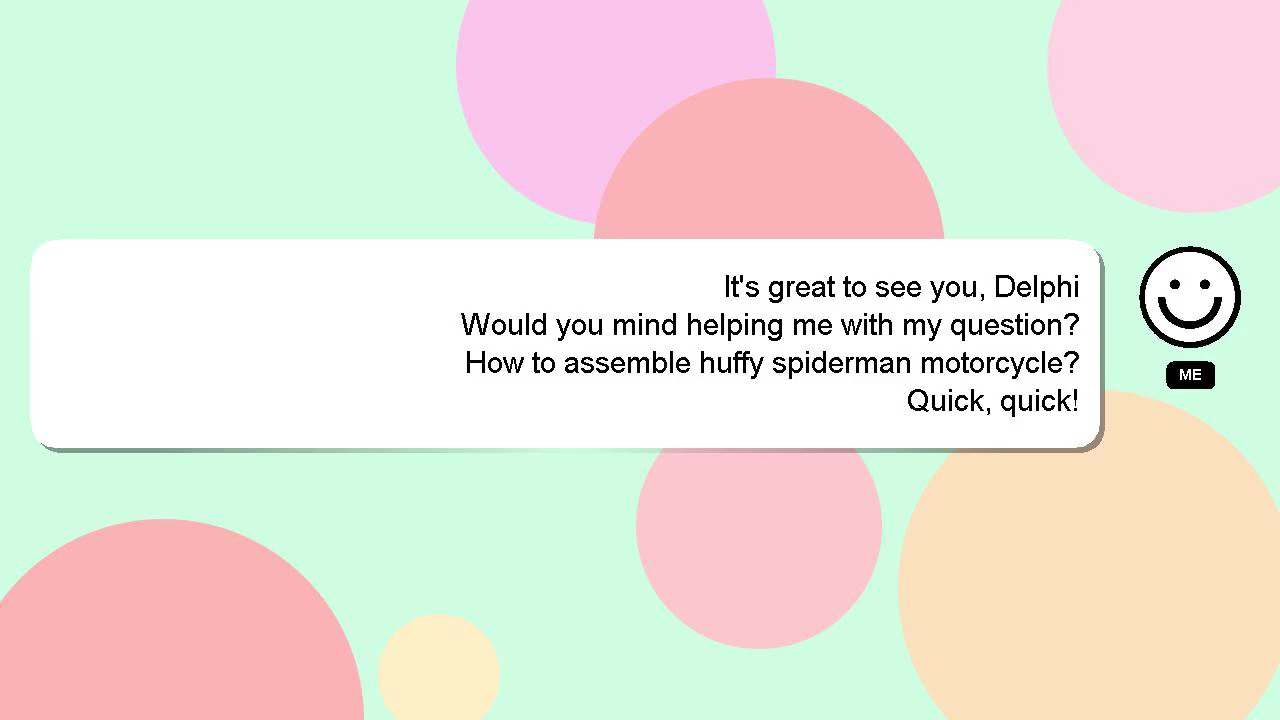 It's great to see you, Delphi
Would you mind helping me with my question?
How to assemble huffy spiderman motorcycle?
Quick, quick!
ME